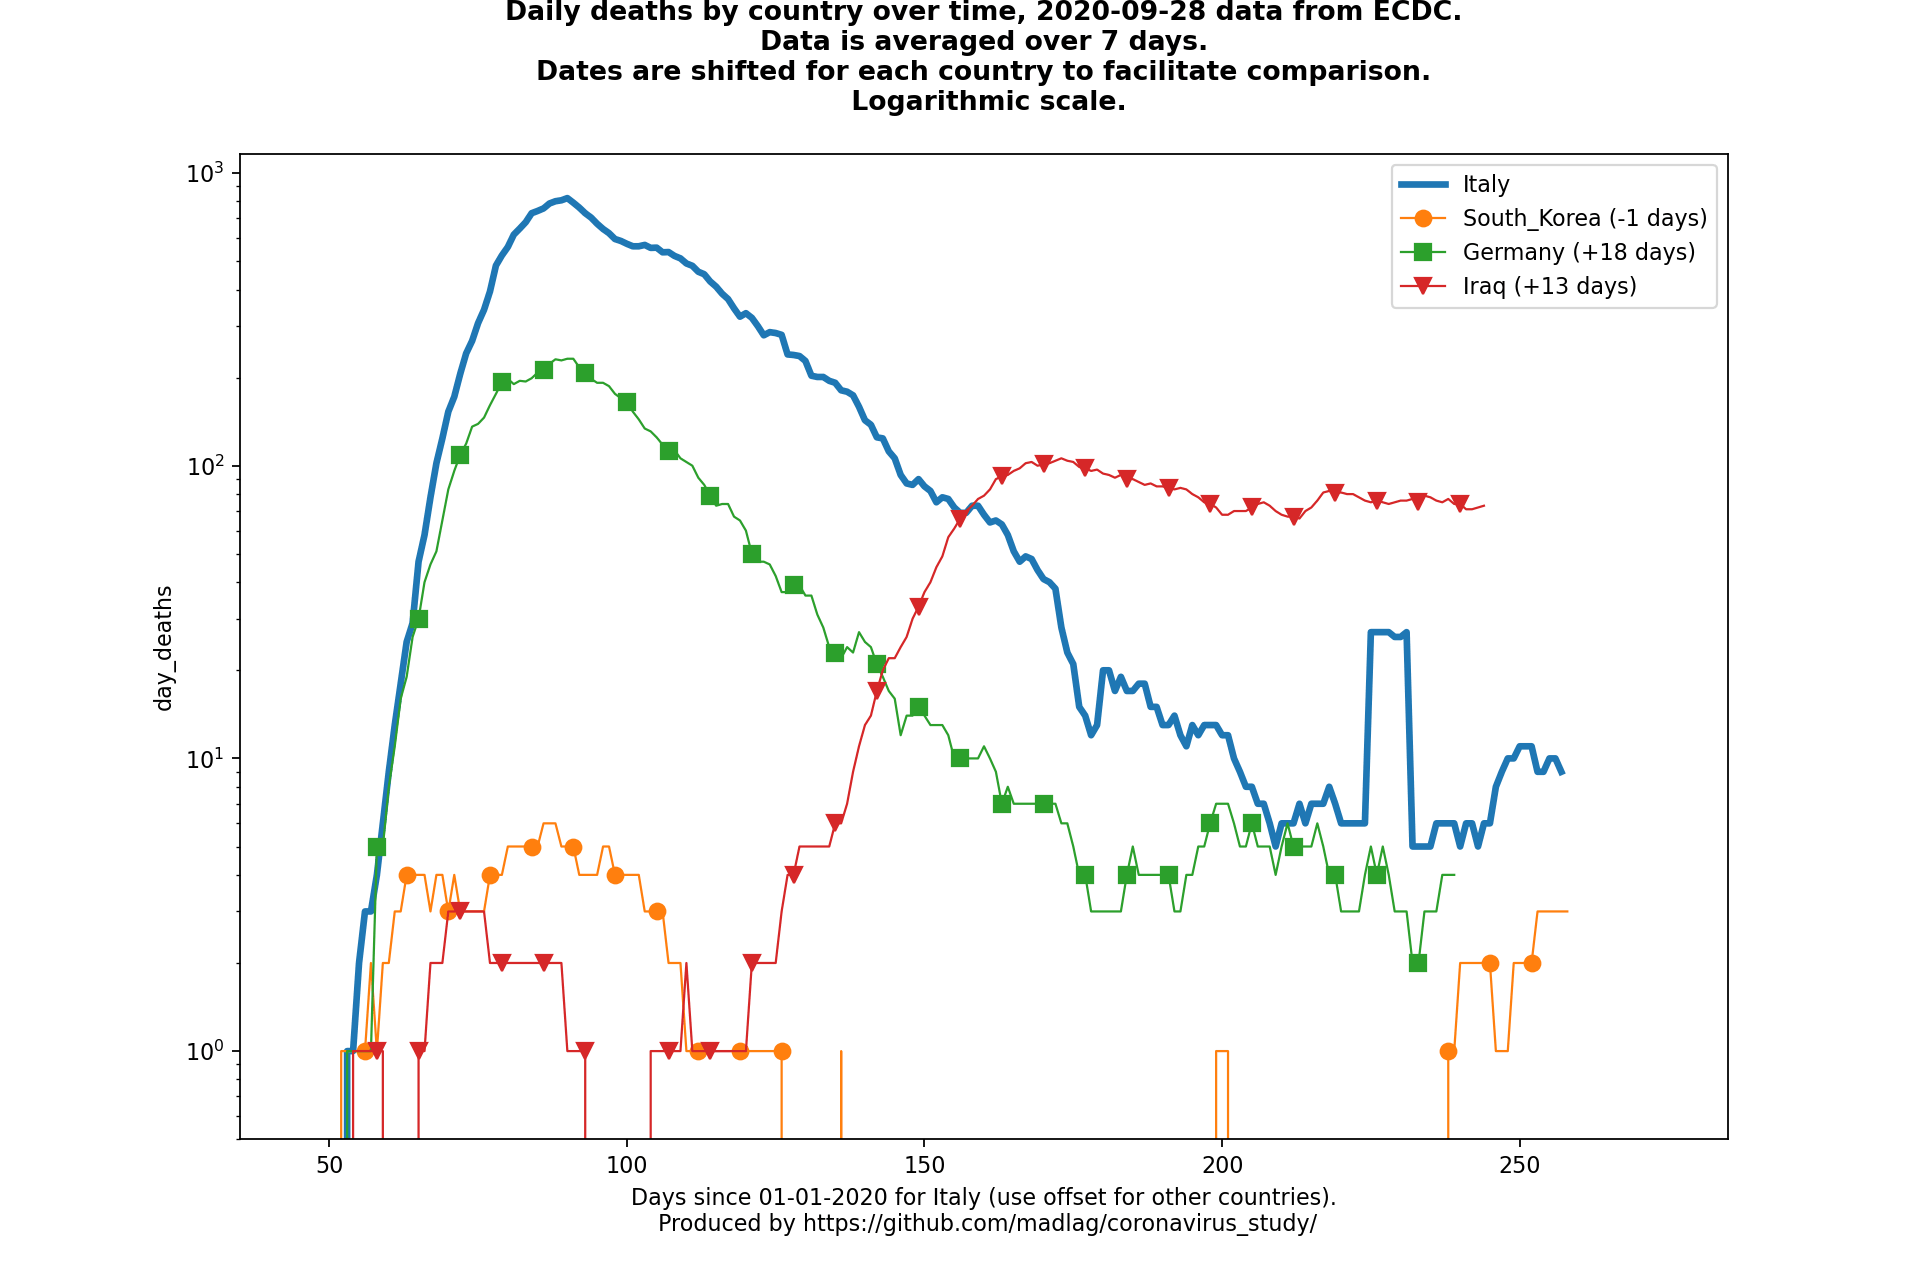 Daily deaths by country over time, 2020-09-28 data from ECDC.
Data is averaged over 7 days.
Dates are shifted for each country to facilitate comparison.
Logarithmic scale.
10³
10²
10¹
10⁰
day_deaths
Italy
South_Korea (-1 days)
Germany (+18 days)
Iraq (+13 days)
50 100 150 200 250
Days since 01-01-2020 for Italy (use offset for other countries).
Produced by https://github.com/madlag/coronavirus_study/